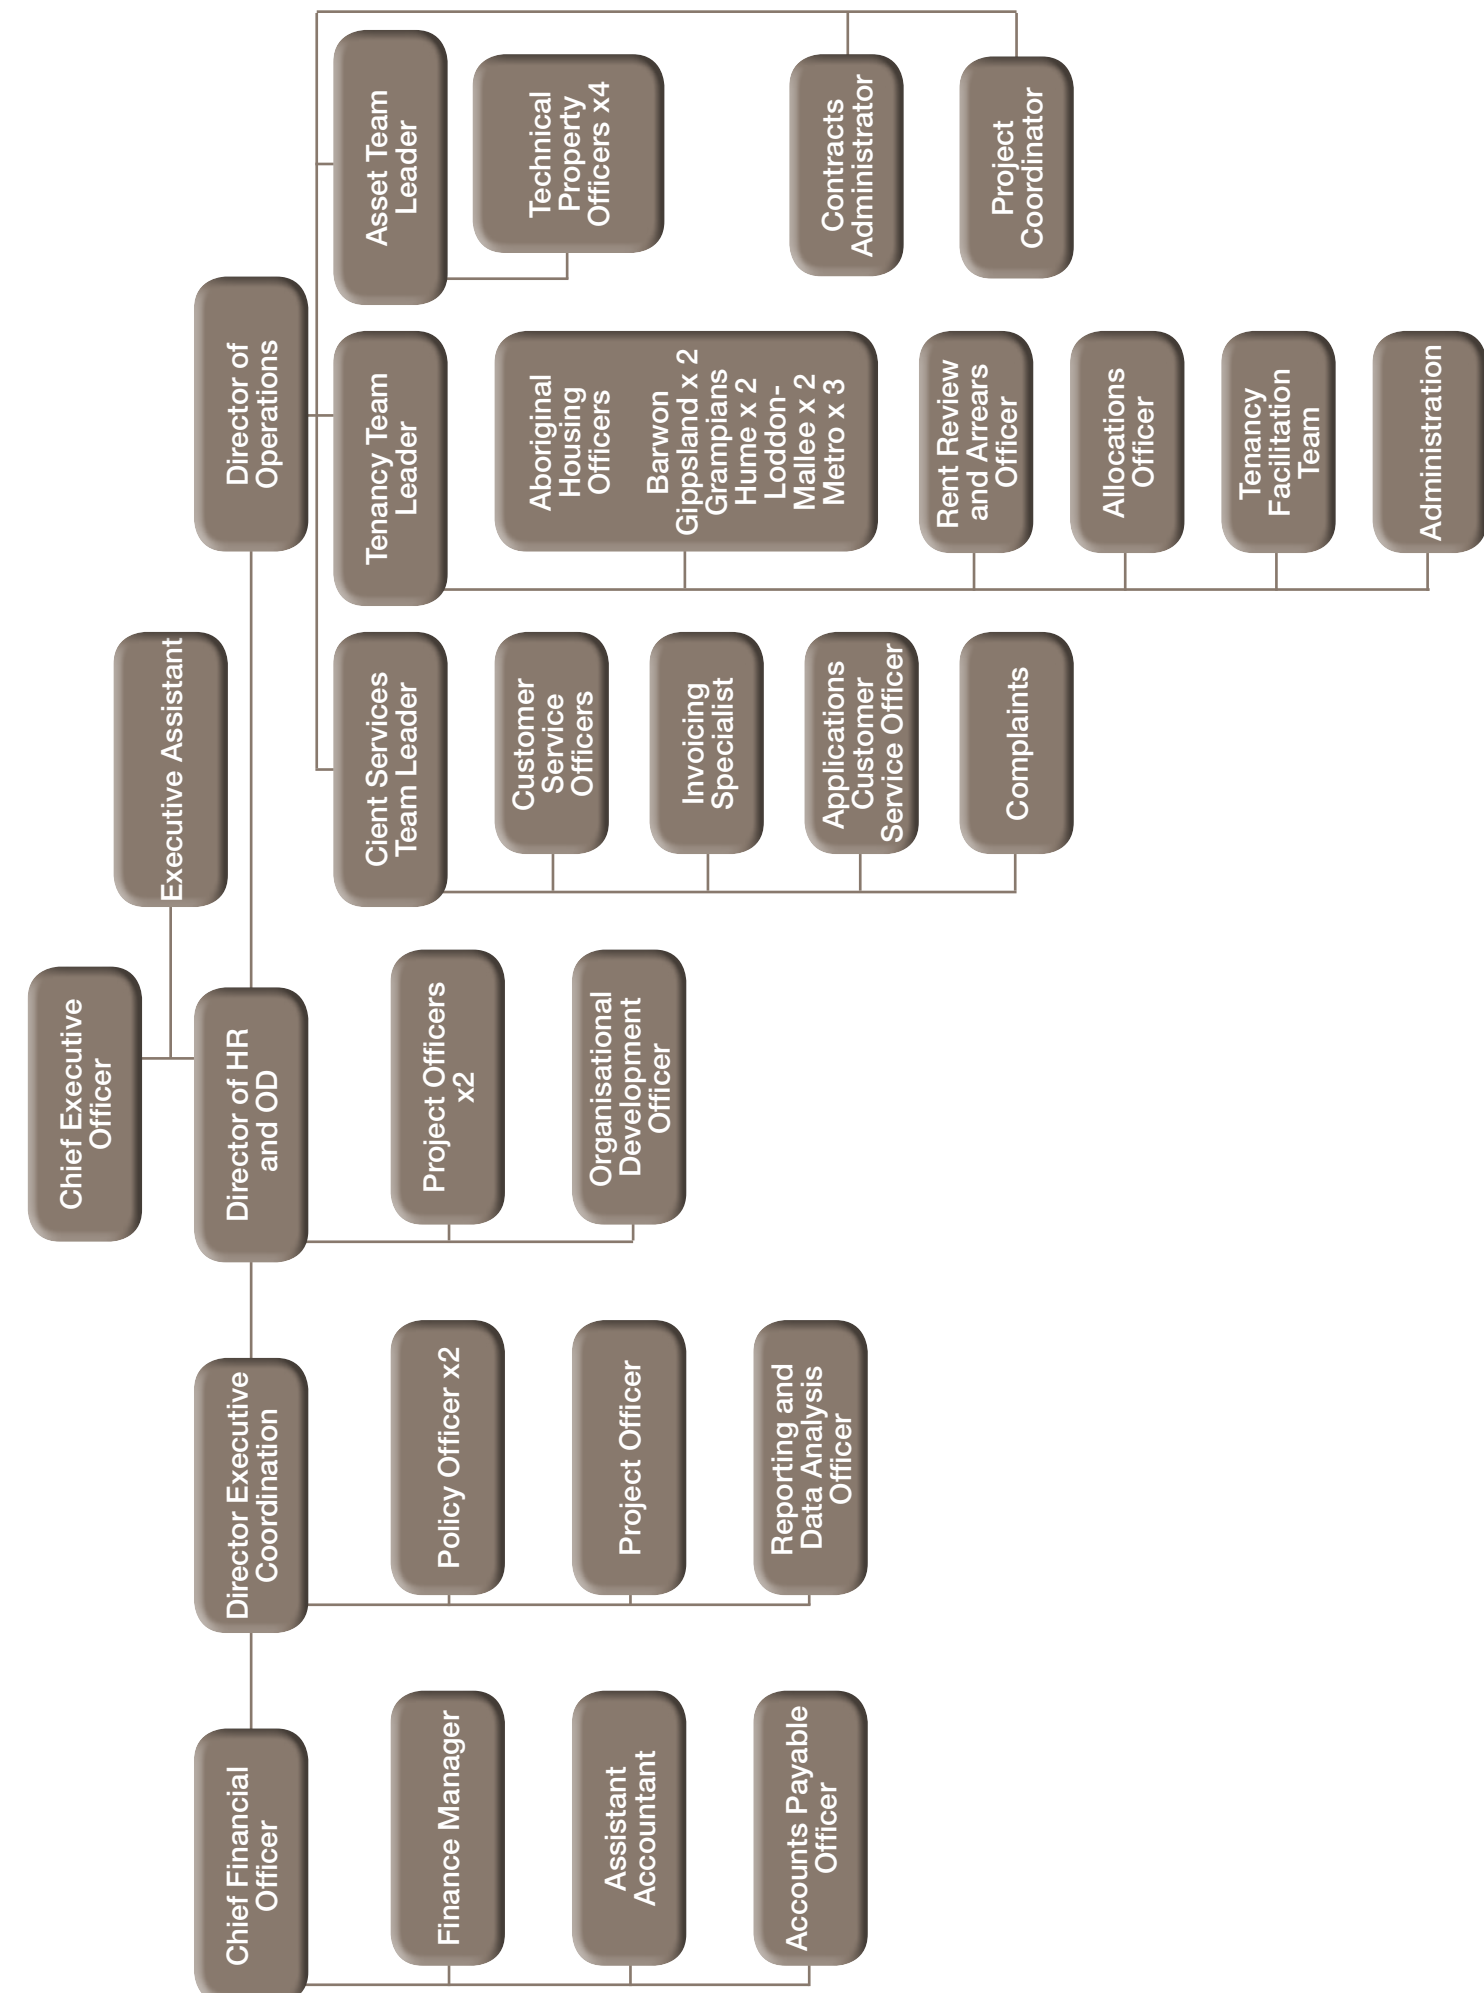 Chief Executive
Officer
Executive Assistant
Chief Financial
Officer
Director Executive
Coordination
Director of HR
and OD
Director of
Operations
Finance Manager
Assistant
Accountant
Accounts Payable
Officer
Policy Officer x2
Project Officer
Reporting and
Data Analysis
Officer
Project Officers
x2
Organisational
Development
Officer
Cient Services
Team Leader
Customer
Service
Officers
Invoicing
Specialist
Applications
Customer
Service Officer
Complaints
Tenancy Team
Leader
Aboriginal
Housing
Officers
Barwon
Gippsland x 2
Grampians
Hume x 2
Loddon-
Mallee x 2
Metro x 3
Rent Review
and Arrears
Officer
Allocations
Officer
Tenancy
Facilitation
Team
Administration
Asset Team
Leader
Technical
Property
Officers x4
Contracts
Administrator
Project
Coordinator